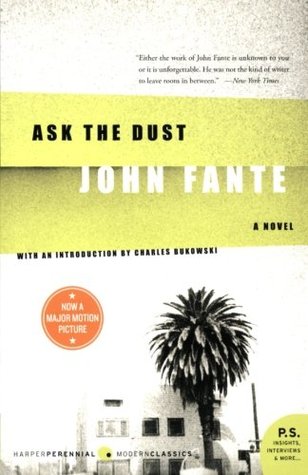 "Either the work of John Fante is unknown to you
or it is unforgettable. He was not the kind of writer
to leave room in between." —New York Times
ASK THE DUST
JOHN FANTE
A NOVEL
WITH AN INTRODUCTION BY CHARLES BUKOWSKI
NOW A
MAJOR MOTION
PICTURE
P.S.
INSIGHTS,
INTERVIEWS
& MORE...
HARPERPERENNIAL MODERNCLASSICS